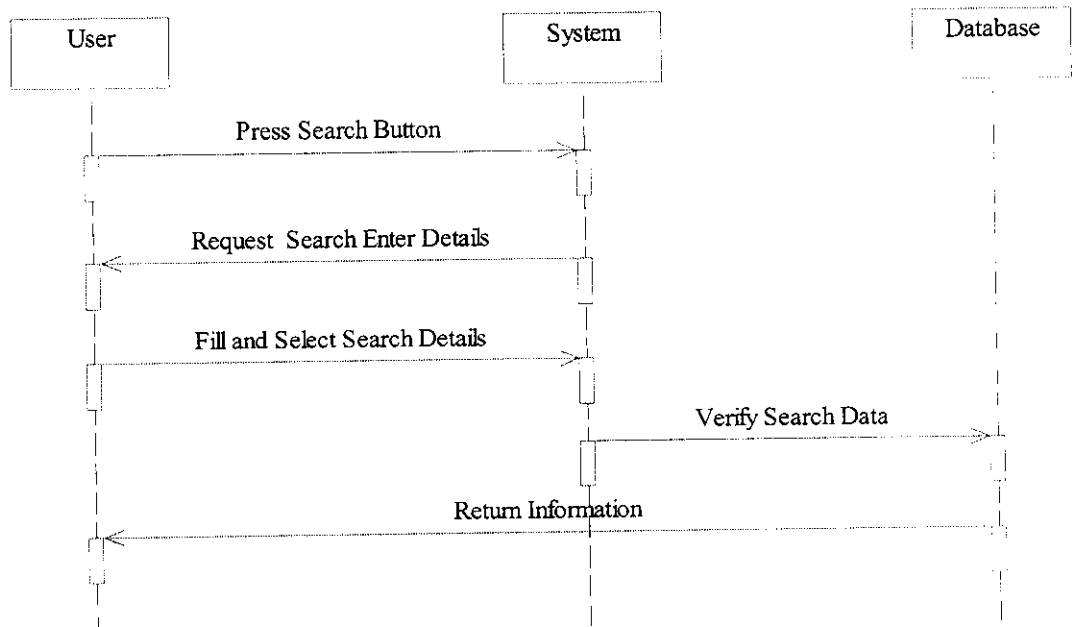 User
System
Database
Press Search Button
Request Search Enter Details
Fill and Select Search Details
Verify Search Data
Return Information